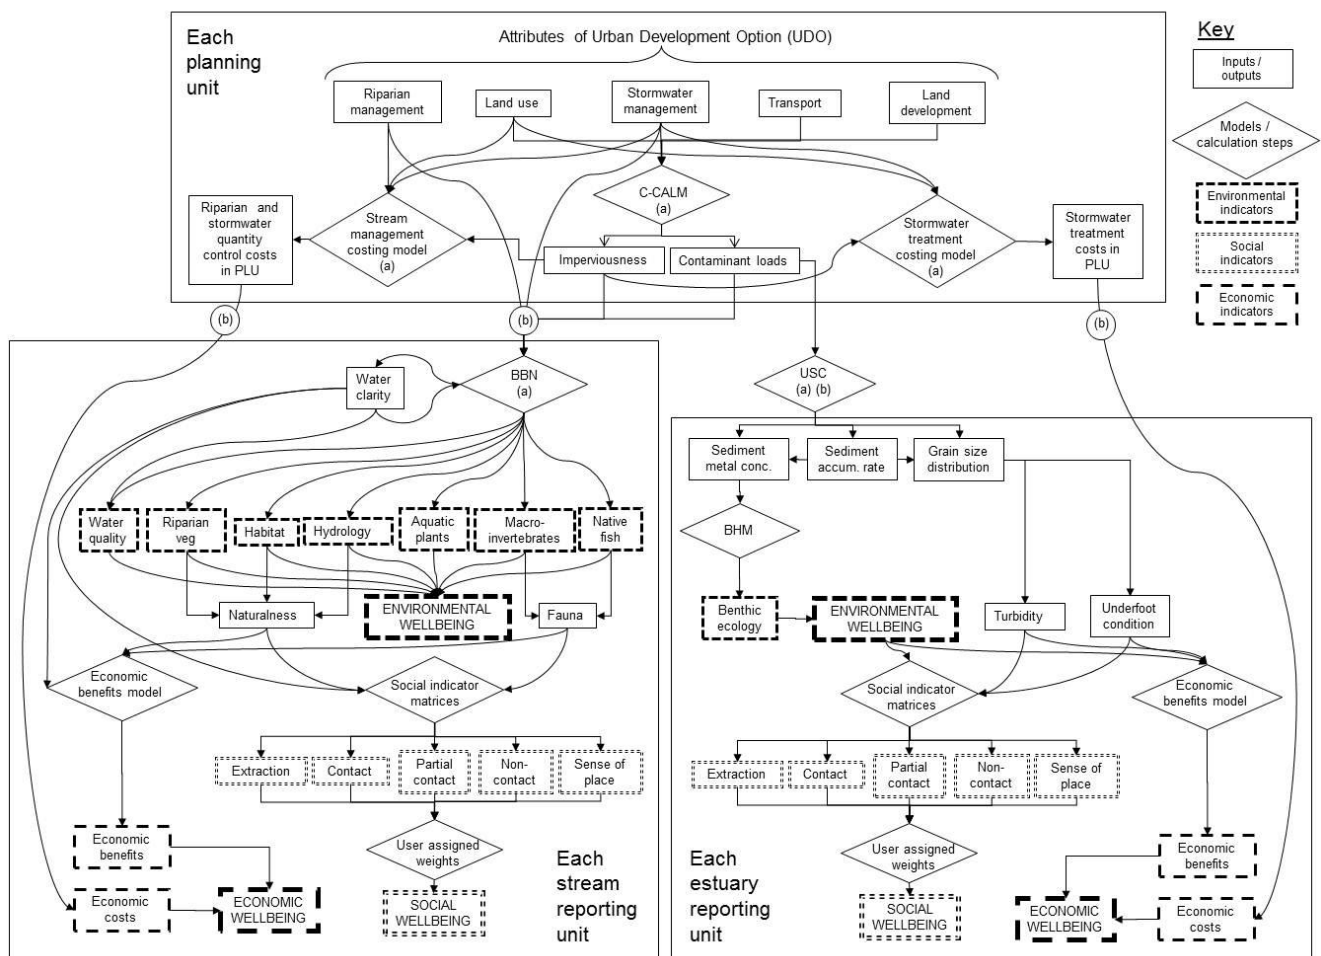 Each
planning
unit
Attributes of Urban Development Option (UDO)
Key
Inputs /
outputs
Riparian
management
Land use
Stormwater
management
Transport
Land
development
Models /
calculation steps
C-CALM
(a)
Environmental
indicators
Riparian and
stormwater
quantity
control costs
in PLU
Stream
management
costing model
(a)
Stormwater
treatment
costing model
(a)
Stormwater
treatment
costs in
PLU
Social
indicators
Imperviousness
Contaminant loads
Economic
indicators
(b)
(b)
(b)
Water
clarity
BBN
(a)
USC
(a) (b)
Sediment
metal conc.
Sediment
accum. rate
Grain size
distribution
Water
quality
Riparian
veg
Habitat
Hydrology
Aquatic
plants
Macro-
invertebrates
Native
fish
BHM
Naturalness
ENVIRONMENTAL
WELLBEING
Fauna
Benthic
ecology
ENVIRONMENTAL
WELLBEING
Turbidity
Underfoot
condition
Economic
benefits model
Social indicator
matrices
Social indicator
matrices
Economic
benefits model
Extraction
Contact
Partial
contact
Non-
contact
Sense of
place
Extraction
Contact
Partial
contact
Non-
contact
Sense of
place
Economic
benefits
User assigned
weights
Each
stream
reporting
unit
Each
estuary
reporting
unit
User assigned
weights
Economic
benefits
Economic
costs
ECONOMIC
WELLBEING
SOCIAL
WELLBEING
SOCIAL
WELLBEING
ECONOMIC
WELLBEING
Economic
costs